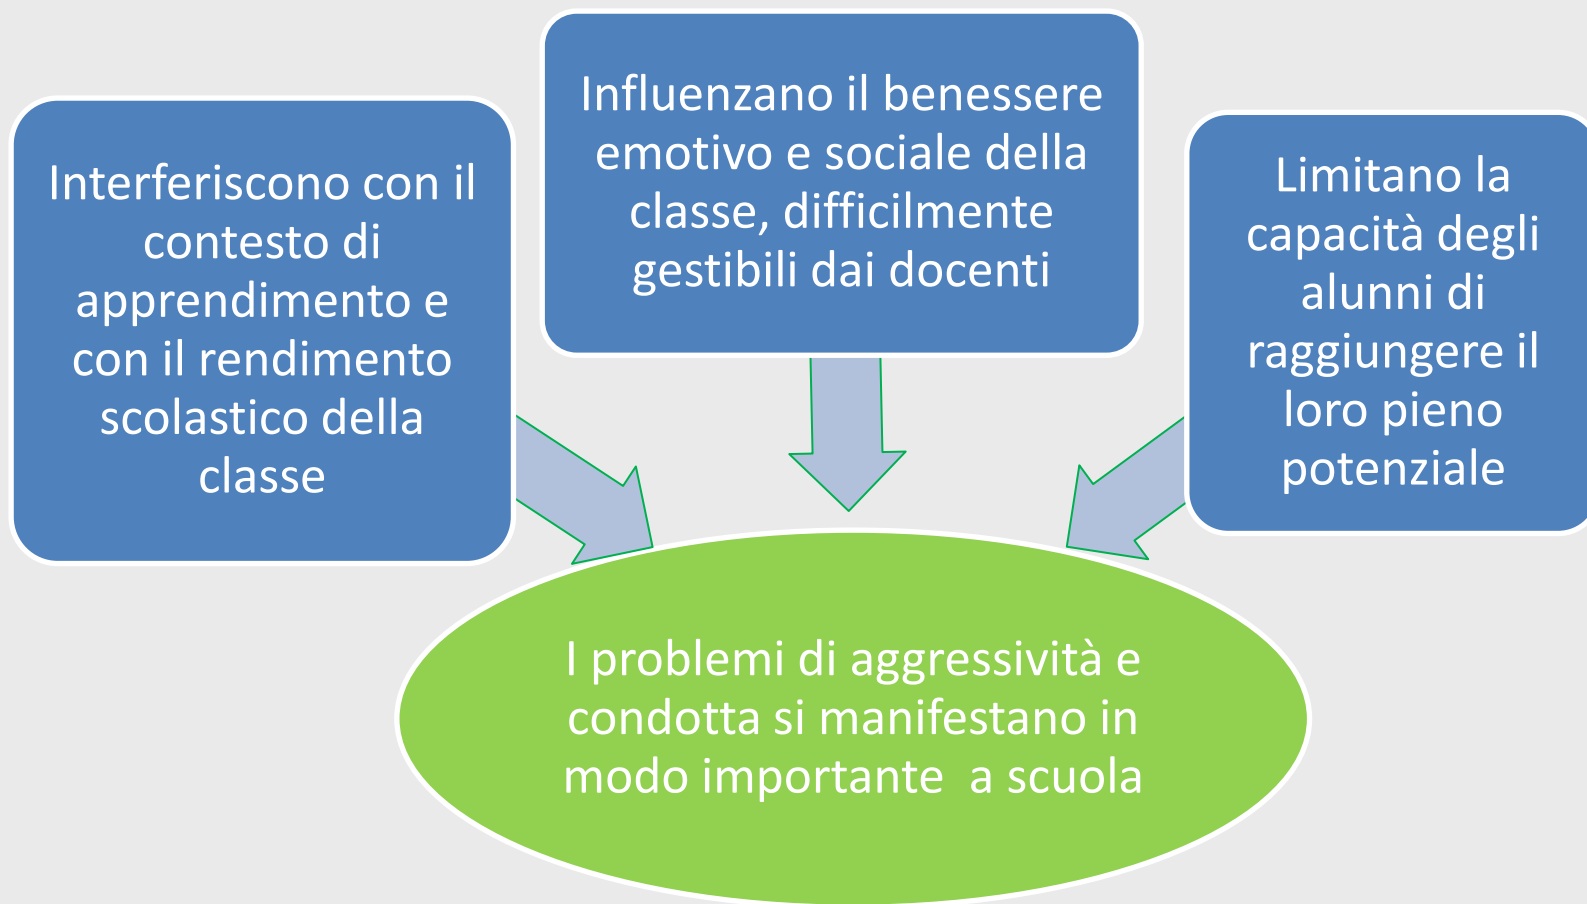 Interferiscono con il
contesto di
apprendimento e
con il rendimento
scolastico della
classe
Influenzano il benessere
emotivo e sociale della
classe, difficilmente
gestibili dai docenti
Limitano la
capacità degli
alunni di
raggiungere il
loro pieno
potenziale
I problemi di aggressività e
condotta si manifestano in
modo importante  a scuola